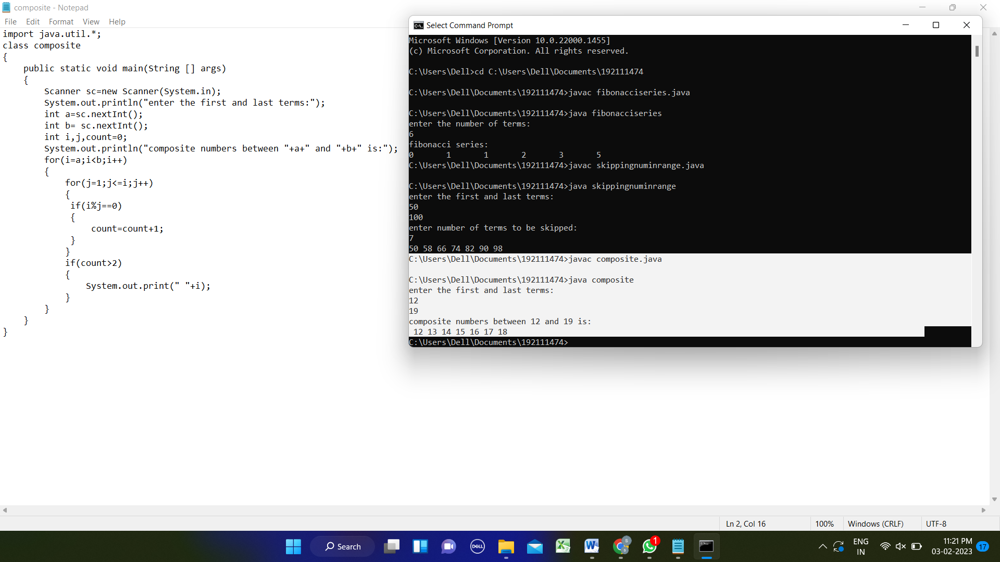 composite - Notepad
File Edit Format View Help
import java.util.*;
class composite
{
    public static void main(String [] args)
    {
        Scanner sc=new Scanner(System.in);
        System.out.println("enter the first and last terms:");
        int a=sc.nextInt();
        int b= sc.nextInt();
        int i,j,count=0;
        System.out.println("composite numbers between "+a+" and "+b+" is:");
        for(i=a;i<b;i++)
        {
            for(j=1;j<=i;j++)
            {
             if(i%j==0)
             {
                 count=count+1;
             }
            }
            if(count>2)
            {
                System.out.print(" "+i);
            }
        }
    }
}
Select Command Prompt
Microsoft Windows [Version 10.0.22000.1455]
(c) Microsoft Corporation. All rights reserved.
C:\Users\Dell>cd C:\Users\Dell\Documents\192111474
C:\Users\Dell\Documents\192111474>javac fibonacciseries.java
C:\Users\Dell\Documents\192111474>java fibonacciseries
enter the number of terms:
6
fibonacci series:
0       1       1       2       3       5
C:\Users\Dell\Documents\192111474>javac skippingnuminrange.java
C:\Users\Dell\Documents\192111474>java skippingnuminrange
enter the first and last terms:
50
100
enter number of terms to be skipped:
7
50 58 66 74 82 90 98
C:\Users\Dell\Documents\192111474>javac composite.java
C:\Users\Dell\Documents\192111474>java composite
enter the first and last terms:
12
19
composite numbers between 12 and 19 is:
 12 13 14 15 16 17 18
C:\Users\Dell\Documents\192111474>
Ln 2, Col 16 100% Windows (CRLF) UTF-8
Search
DELL
1
ENG
IN
11:21 PM
03-02-2023
17